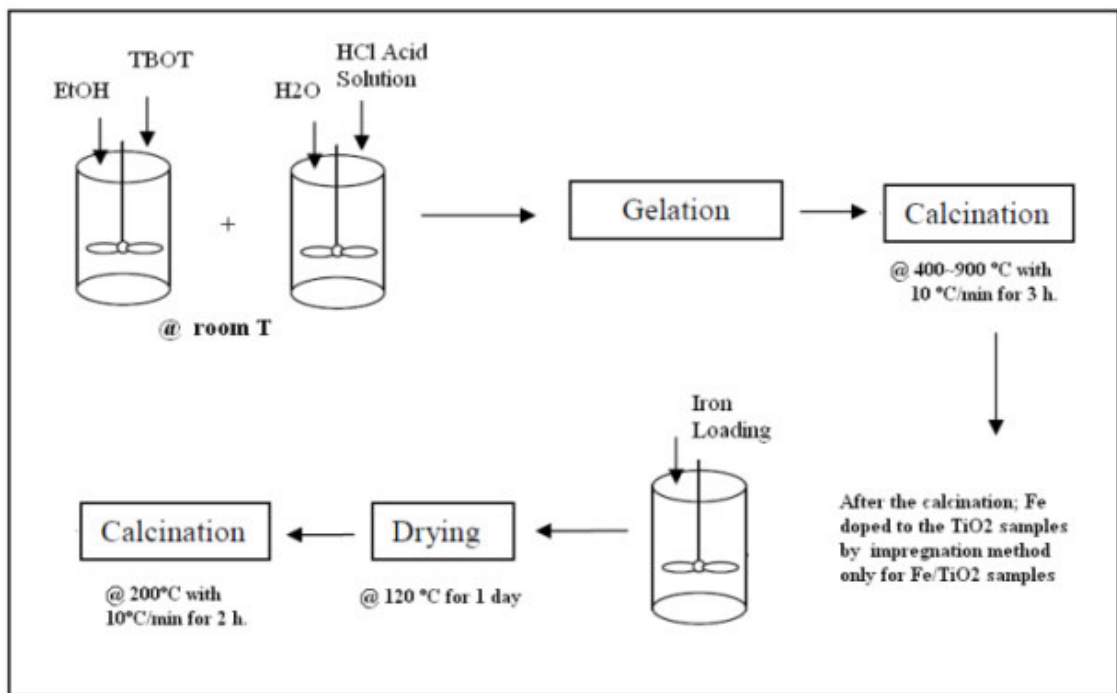 TBOT
EtOH
HCl Acid
Solution
H2O
+
Gelation
Calcination
@ 400~900 °C with
10 °C/min for 3 h.
@ room T
Iron
Loading
After the calcination; Fe
doped to the TiO2 samples
by impregnation method
only for Fe/TiO2 samples
Drying
@ 120 °C for 1 day
Calcination
@ 200°C with
10°C/min for 2 h.